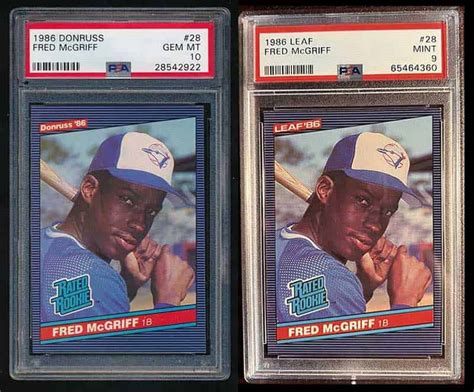 1986 DONRUSS #28
FRED McGRIFF GEM MT
10
PSA 28542922
Donruss '86
RATED
ROOKIE
FRED McGRIFF 1B
1986 LEAF #28
FRED McGRIFF MINT
9
PSA 65464360
LEAF '86
RATED
ROOKIE
FRED McGRIFF 1B